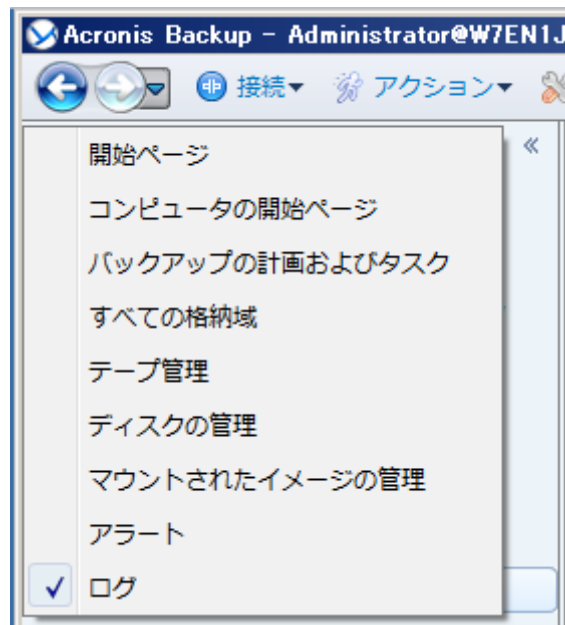 Acronis Backup - Administrator@W7EN1J
接続▾ アクション▾
«
開始ページ
コンピュータの開始ページ
バックアップの計画およびタスク
すべての格納域
テープ管理
ディスクの管理
マウントされたイメージの管理
アラート
✓ ログ